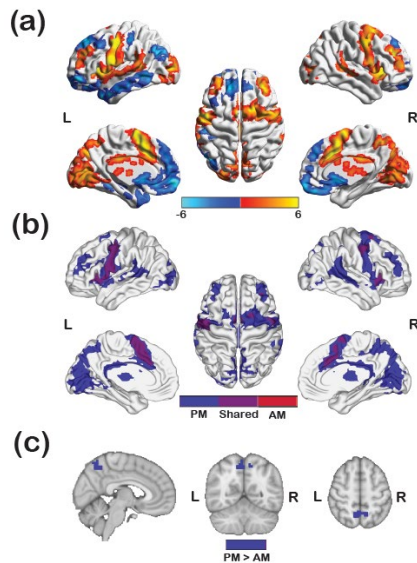 (a)
L R
-6 6
(b)
L R
PM Shared AM
(c)
L R L R
PM > AM